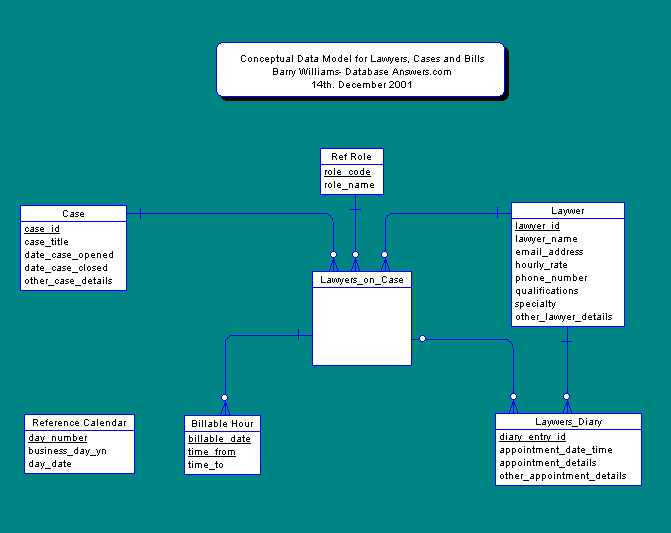 Conceptual Data Model for Lawyers, Cases and Bills
Barry Williams- Database Answers.com
14th. December 2001
Ref Role
role_code
role_name
Case
case_id
case_title
date_case_opened
date_case_closed
other_case_details
Laywer
lawyer_id
lawyer_name
email_address
hourly_rate
phone_number
qualifications
specialty
other_lawyer_details
Lawyers_on_Case
Reference Calendar
day_number
business_day_yn
day_date
Billable Hour
billable_date
time_from
time_to
Laywers_Diary
diary_entry_id
appointment_date_time
appointment_details
other_appointment_details